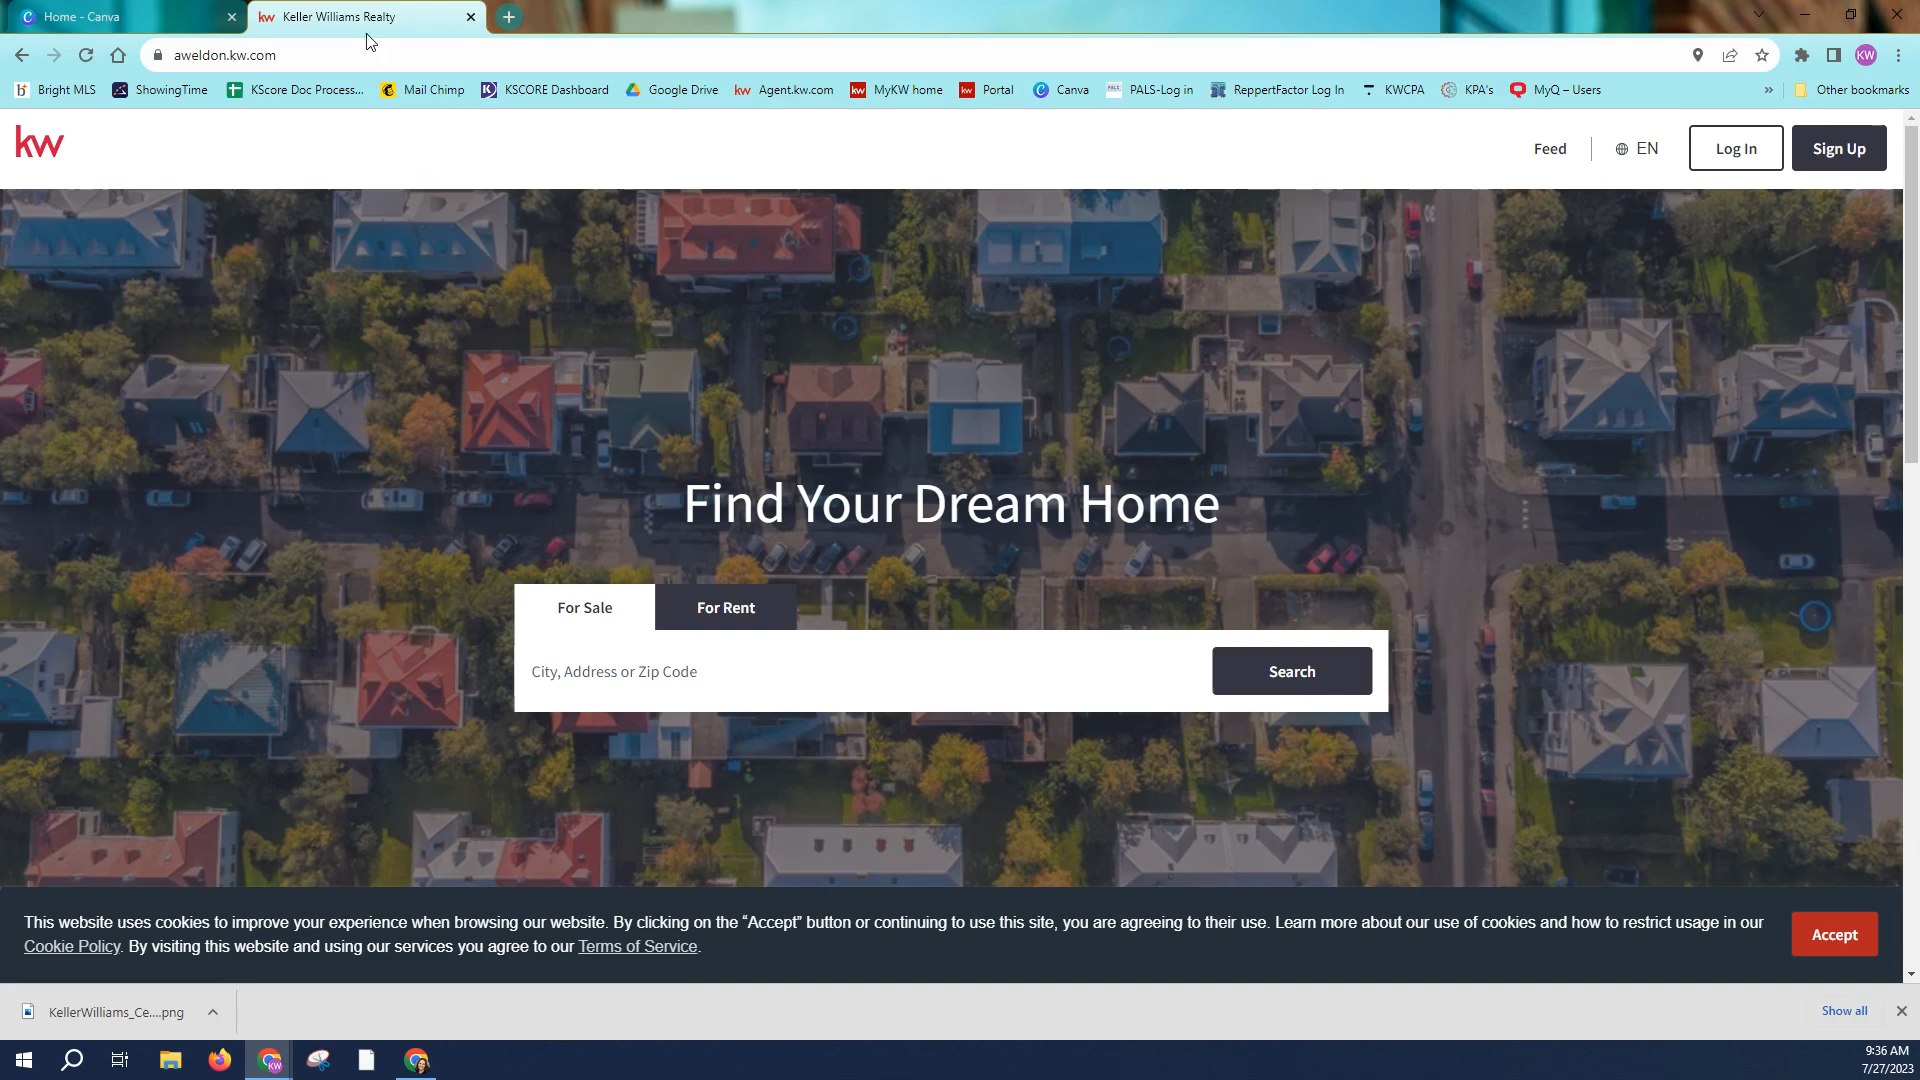 Home - Canva
kw Keller Williams Realty
aweldon.kw.com
KW
Bright MLS
ShowingTime
KScore Doc Process...
Mail Chimp
KSCORE Dashboard
Google Drive
kw Agent.kw.com
kw MyKW home
kw Portal
Canva
PALS-Log in
ReppertFactor Log In
KWCPA
KPA's
MyQ – Users
» Other bookmarks
kw
Feed
EN
Log In
Sign Up
Find Your Dream Home
For Sale
For Rent
City, Address or Zip Code
Search
This website uses cookies to improve your experience when browsing our website. By clicking on the “Accept” button or continuing to use this site, you are agreeing to their use. Learn more about our use of cookies and how to restrict usage in our
Cookie Policy. By visiting this website and using our services you agree to our Terms of Service.
Accept
KellerWilliams_Ce....png
Show all
9:36 AM
7/27/2023